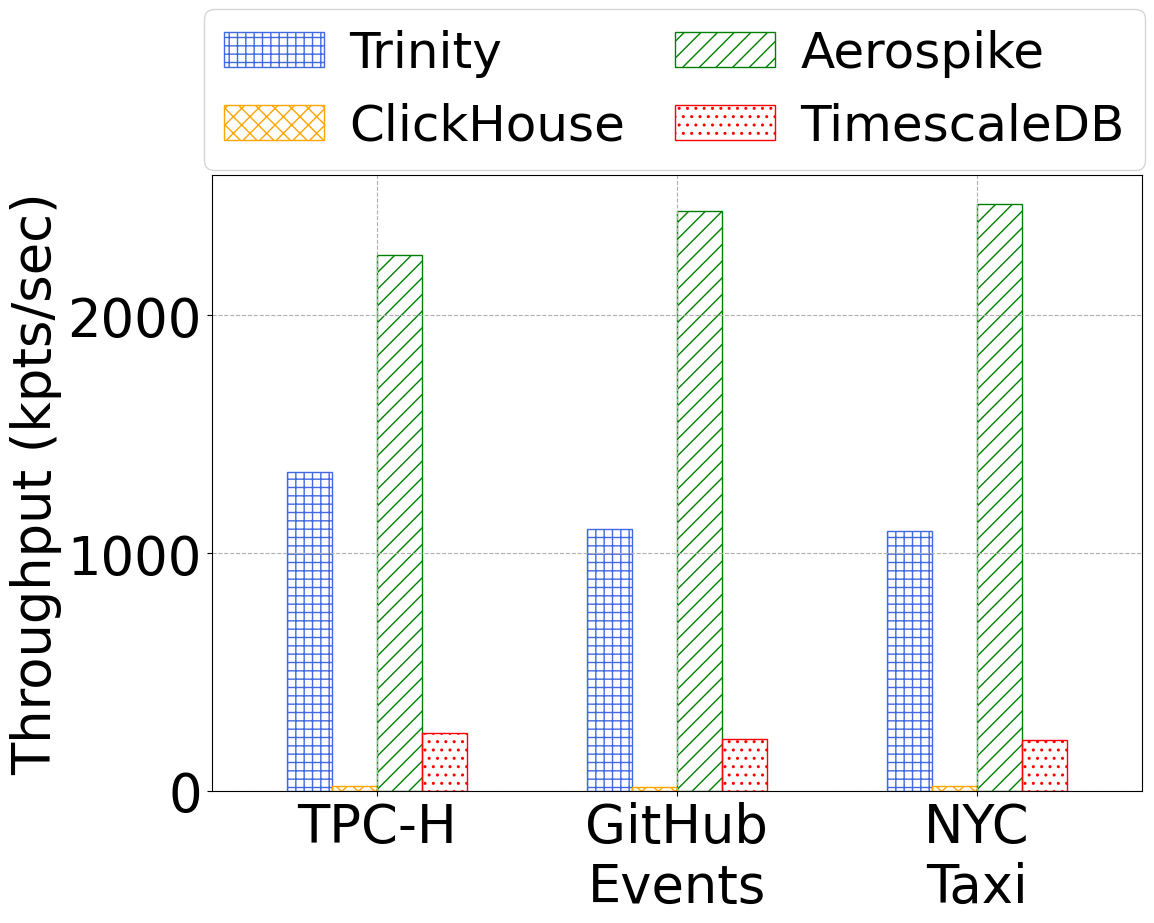 Trinity
Aerospike
ClickHouse
TimescaleDB
Throughput (kpts/sec)
2000
1000
0
TPC-H
GitHub
Events
NYC
Taxi